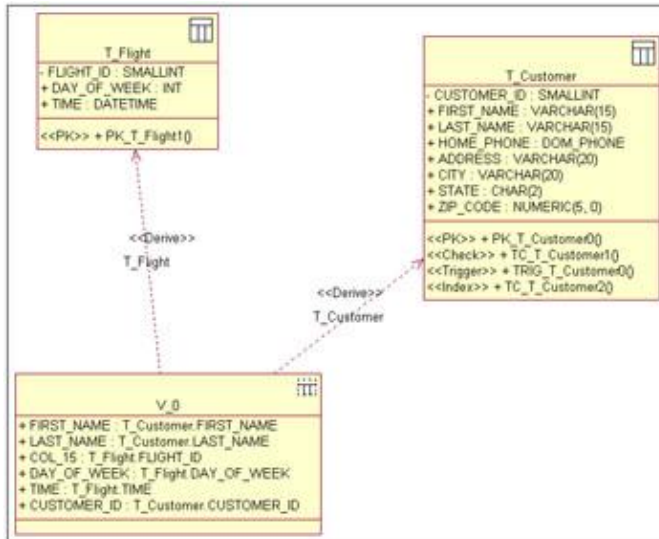 T_Flight
- FLIGHT_ID : SMALLINT
+ DAY_OF_WEEK : INT
+ TIME : DATETIME
<<PK>> + PK_T_Flight1()
T_Customer
- CUSTOMER_ID : SMALLINT
+ FIRST_NAME : VARCHAR(15)
+ LAST_NAME : VARCHAR(15)
+ HOME_PHONE : DOM_PHONE
+ ADDRESS : VARCHAR(20)
+ CITY : VARCHAR(20)
+ STATE : CHAR(2)
+ ZIP_CODE : NUMERIC(5, 0)
<<PK>> + PK_T_Customer0()
<<Check>> + TC_T_Customer1()
<<Trigger>> + TRIG_T_Customer0()
<<Index>> + TC_T_Customer2()
<<Derive>>
T_Flight
<<Derive>>
T_Customer
V_0
+ FIRST_NAME : T_Customer.FIRST_NAME
+ LAST_NAME : T_Customer.LAST_NAME
+ COL_15 : T_Flight.FLIGHT_ID
+ DAY_OF_WEEK : T_Flight.DAY_OF_WEEK
+ TIME : T_Flight.TIME
+ CUSTOMER_ID : T_Customer.CUSTOMER_ID